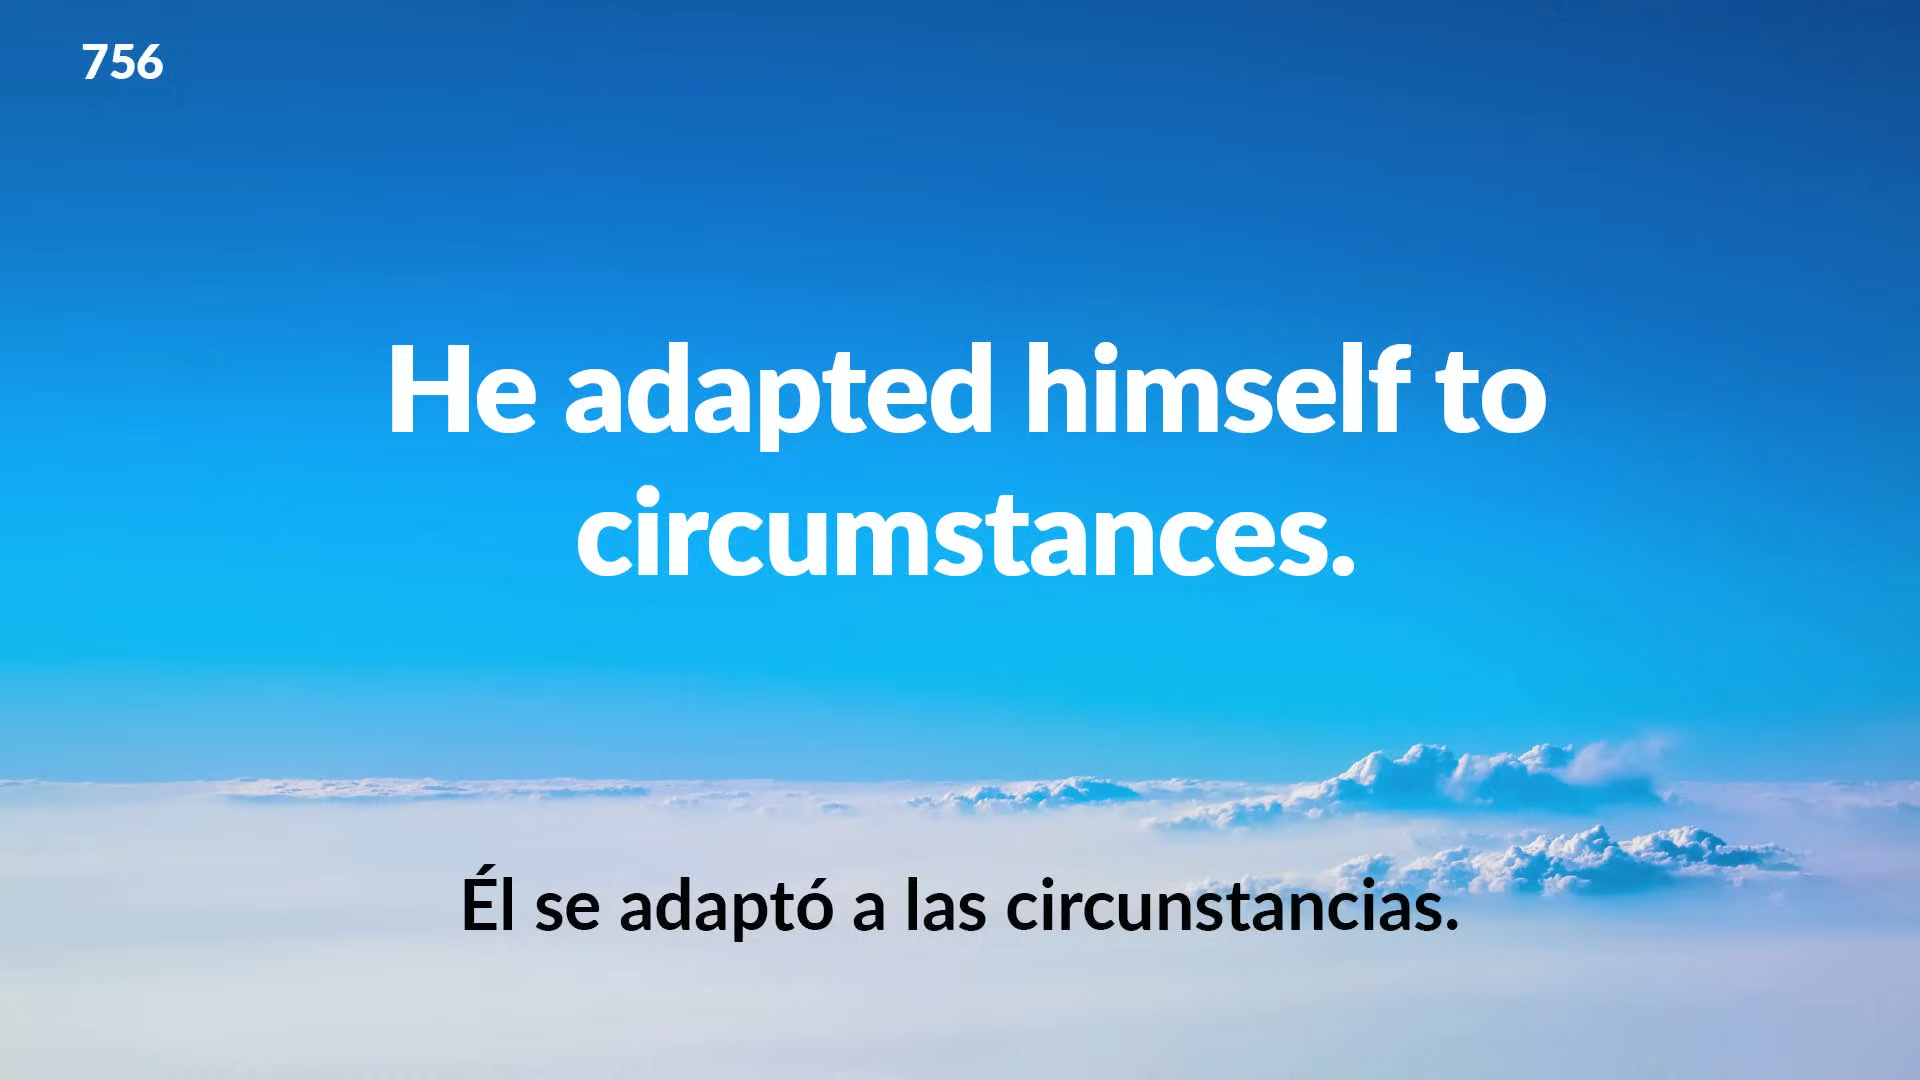 756
He adapted himself to
circumstances.
Él se adaptó a las circunstancias.